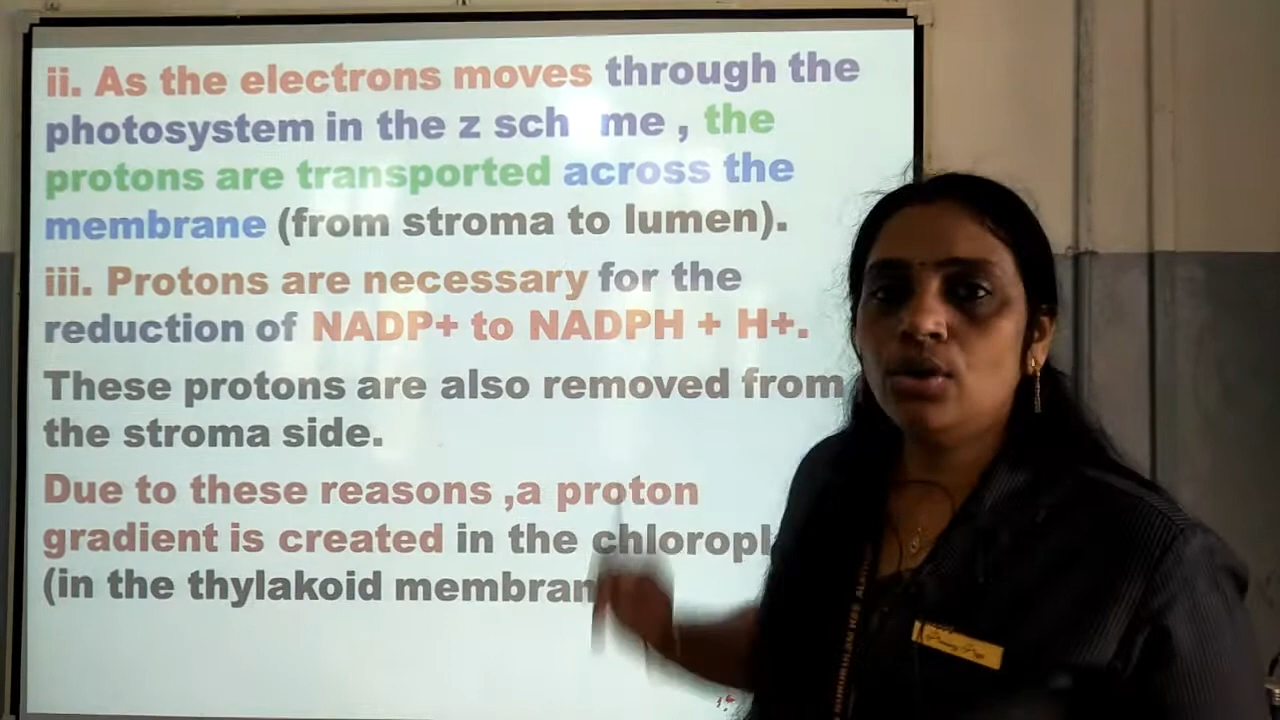 ii. As the electrons moves through the
photosystem in the z sch me , the
protons are transported across the
membrane (from stroma to lumen).
iii. Protons are necessary for the
reduction of NADP+ to NADPH + H+.
These protons are also removed from
the stroma side.
Due to these reasons ,a proton
gradient is created in the chloropl
(in the thylakoid membran